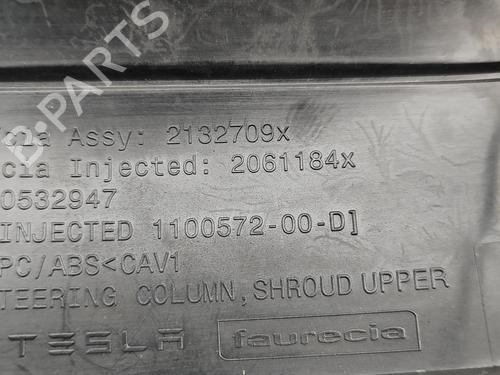 cia Assy: 2132709x
cia Injected: 2061184x
0532947
INJECTED 1100572-00-D]
PC/ABS<CAV1
TEERING COLUMN, SHROUD UPPER
TESLA faurecia